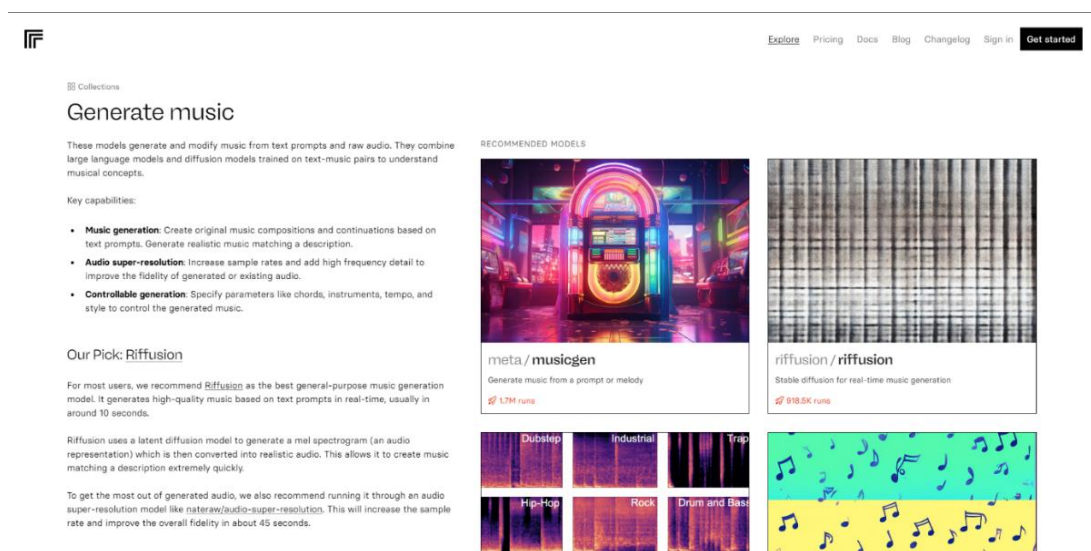 Explore Pricing Docs Blog Changelog Sign in Get started
Collections
Generate music
These models generate and modify music from text prompts and raw audio. They combine
large language models and diffusion models trained on text-music pairs to understand
musical concepts.
Key capabilities:
• Music generation: Create original music compositions and continuations based on
text prompts. Generate realistic music matching a description.
• Audio super-resolution: Increase sample rates and add high frequency detail to
improve the fidelity of generated or existing audio.
• Controllable generation: Specify parameters like chords, instruments, tempo, and
style to control the generated music.
Our Pick: Riffusion
For most users, we recommend Riffusion as the best general-purpose music generation
model. It generates high-quality music based on text prompts in real-time, usually in
around 10 seconds.
Riffusion uses a latent diffusion model to generate a mel spectrogram (an audio
representation) which is then converted into realistic audio. This allows it to create music
matching a description extremely quickly.
To get the most out of generated audio, we also recommend running it through an audio
super-resolution model like nateraw/audio-super-resolution. This will increase the sample
rate and improve the overall fidelity in about 45 seconds.
RECOMMENDED MODELS
meta / musicgen
Generate music from a prompt or melody
1.7M runs
riffusion / riffusion
Stable diffusion for real-time music generation
918.5K runs
Dubstep Industrial Trap
Hip-Hop Rock Drum and Bass